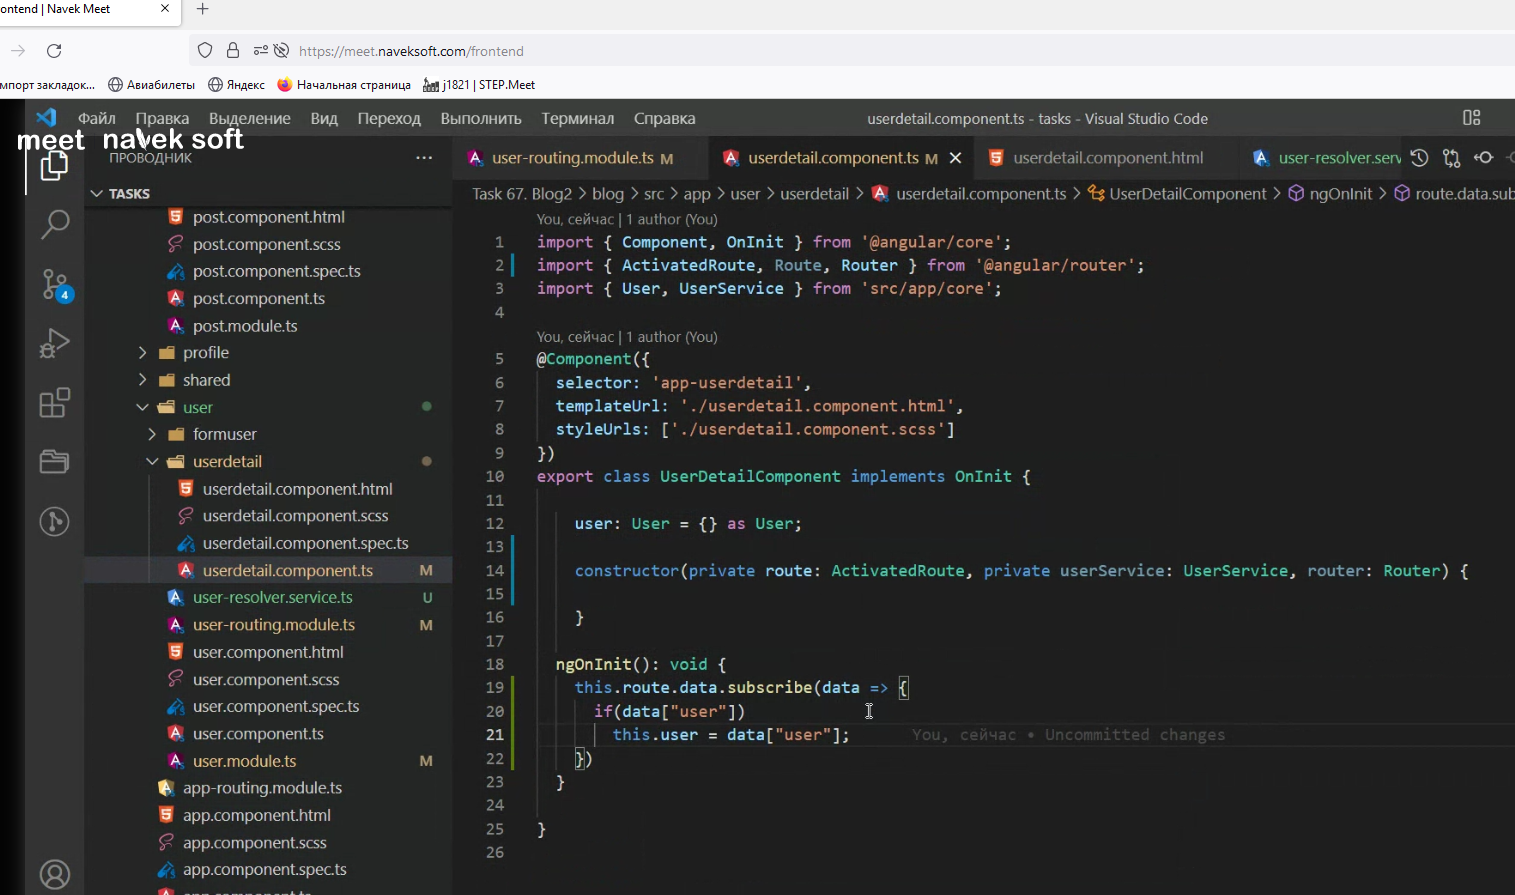 ontend | Navek Meet
https://meet.naveksoft.com/frontend
мпорт закладок...
Авиабилеты
Яндекс
Начальная страница
j1821 | STEP.Meet
Файл Правка Выделение Вид Переход Выполнить Терминал Справка
userdetail.component.ts - tasks - Visual Studio Code
meet navek soft
ПРОВОДНИК
user-routing.module.ts M
userdetail.component.ts M
userdetail.component.html
user-resolver.serv
TASKS
Task 67. Blog2 > blog > src > app > user > userdetail > userdetail.component.ts > UserDetailComponent > ngOnInit > route.data.sub
post.component.html
post.component.scss
post.component.spec.ts
post.component.ts
post.module.ts
profile
shared
user
formuser
userdetail
userdetail.component.html
userdetail.component.scss
userdetail.component.spec.ts
userdetail.component.ts M
user-resolver.service.ts U
user-routing.module.ts M
user.component.html
user.component.scss
user.component.spec.ts
user.component.ts
user.module.ts M
app-routing.module.ts
app.component.html
app.component.scss
app.component.spec.ts
4
You, сейчас | 1 author (You)
1 import { Component, OnInit } from '@angular/core';
2 import { ActivatedRoute, Route, Router } from '@angular/router';
3 import { User, UserService } from 'src/app/core';
4
You, сейчас | 1 author (You)
5 @Component({
6 selector: 'app-userdetail',
7 templateUrl: './userdetail.component.html',
8 styleUrls: ['./userdetail.component.scss']
9 })
10 export class UserDetailComponent implements OnInit {
11
12 user: User = {} as User;
13
14 constructor(private route: ActivatedRoute, private userService: UserService, router: Router) {
15
16 }
17
18 ngOnInit(): void {
19 this.route.data.subscribe(data => {
20 if(data["user"])
21 this.user = data["user"]; You, сейчас • Uncommitted changes
22 })
23 }
24
25 }
26